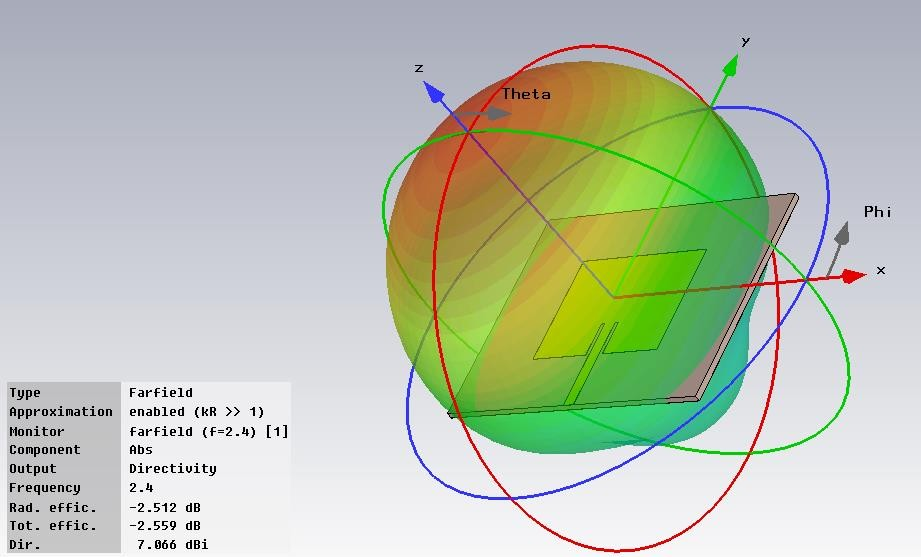 y
z
Theta
Phi
x
Type Farfield
Approximation enabled (kR >> 1)
Monitor farfield (f=2.4) [1]
Component Abs
Output Directivity
Frequency 2.4
Rad. effic. -2.512 dB
Tot. effic. -2.559 dB
Dir. 7.066 dBi